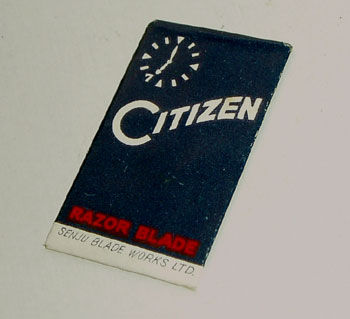 CITIZEN
RAZOR BLADE
SENJU BLADE WORKS LTD.